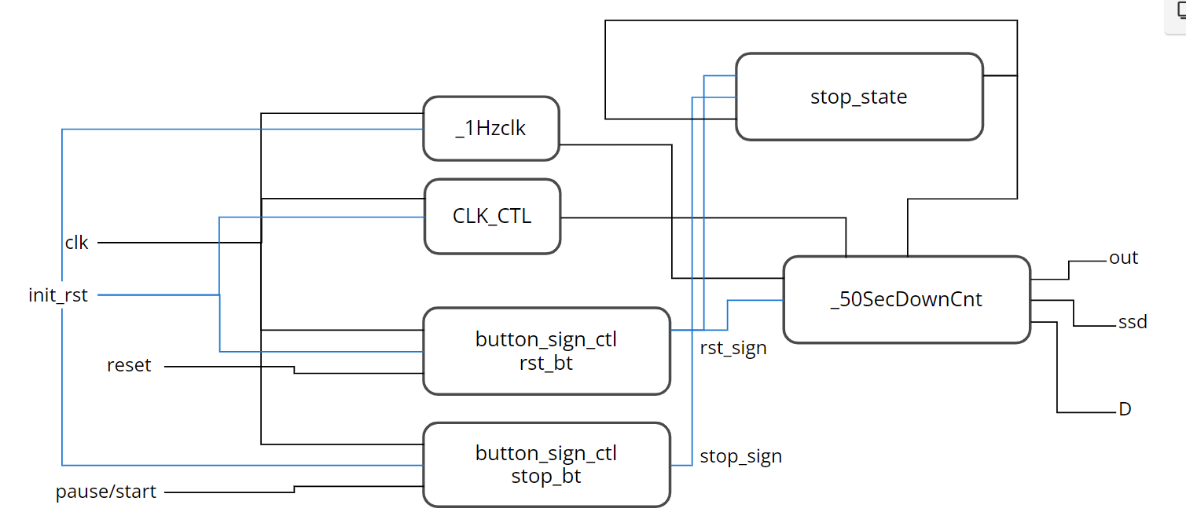 stop_state
_1Hzclk
CLK_CTL
clk
init_rst
_50SecDownCnt
out
ssd
button_sign_ctl
rst_bt
rst_sign
reset
D
button_sign_ctl
stop_bt
stop_sign
pause/start